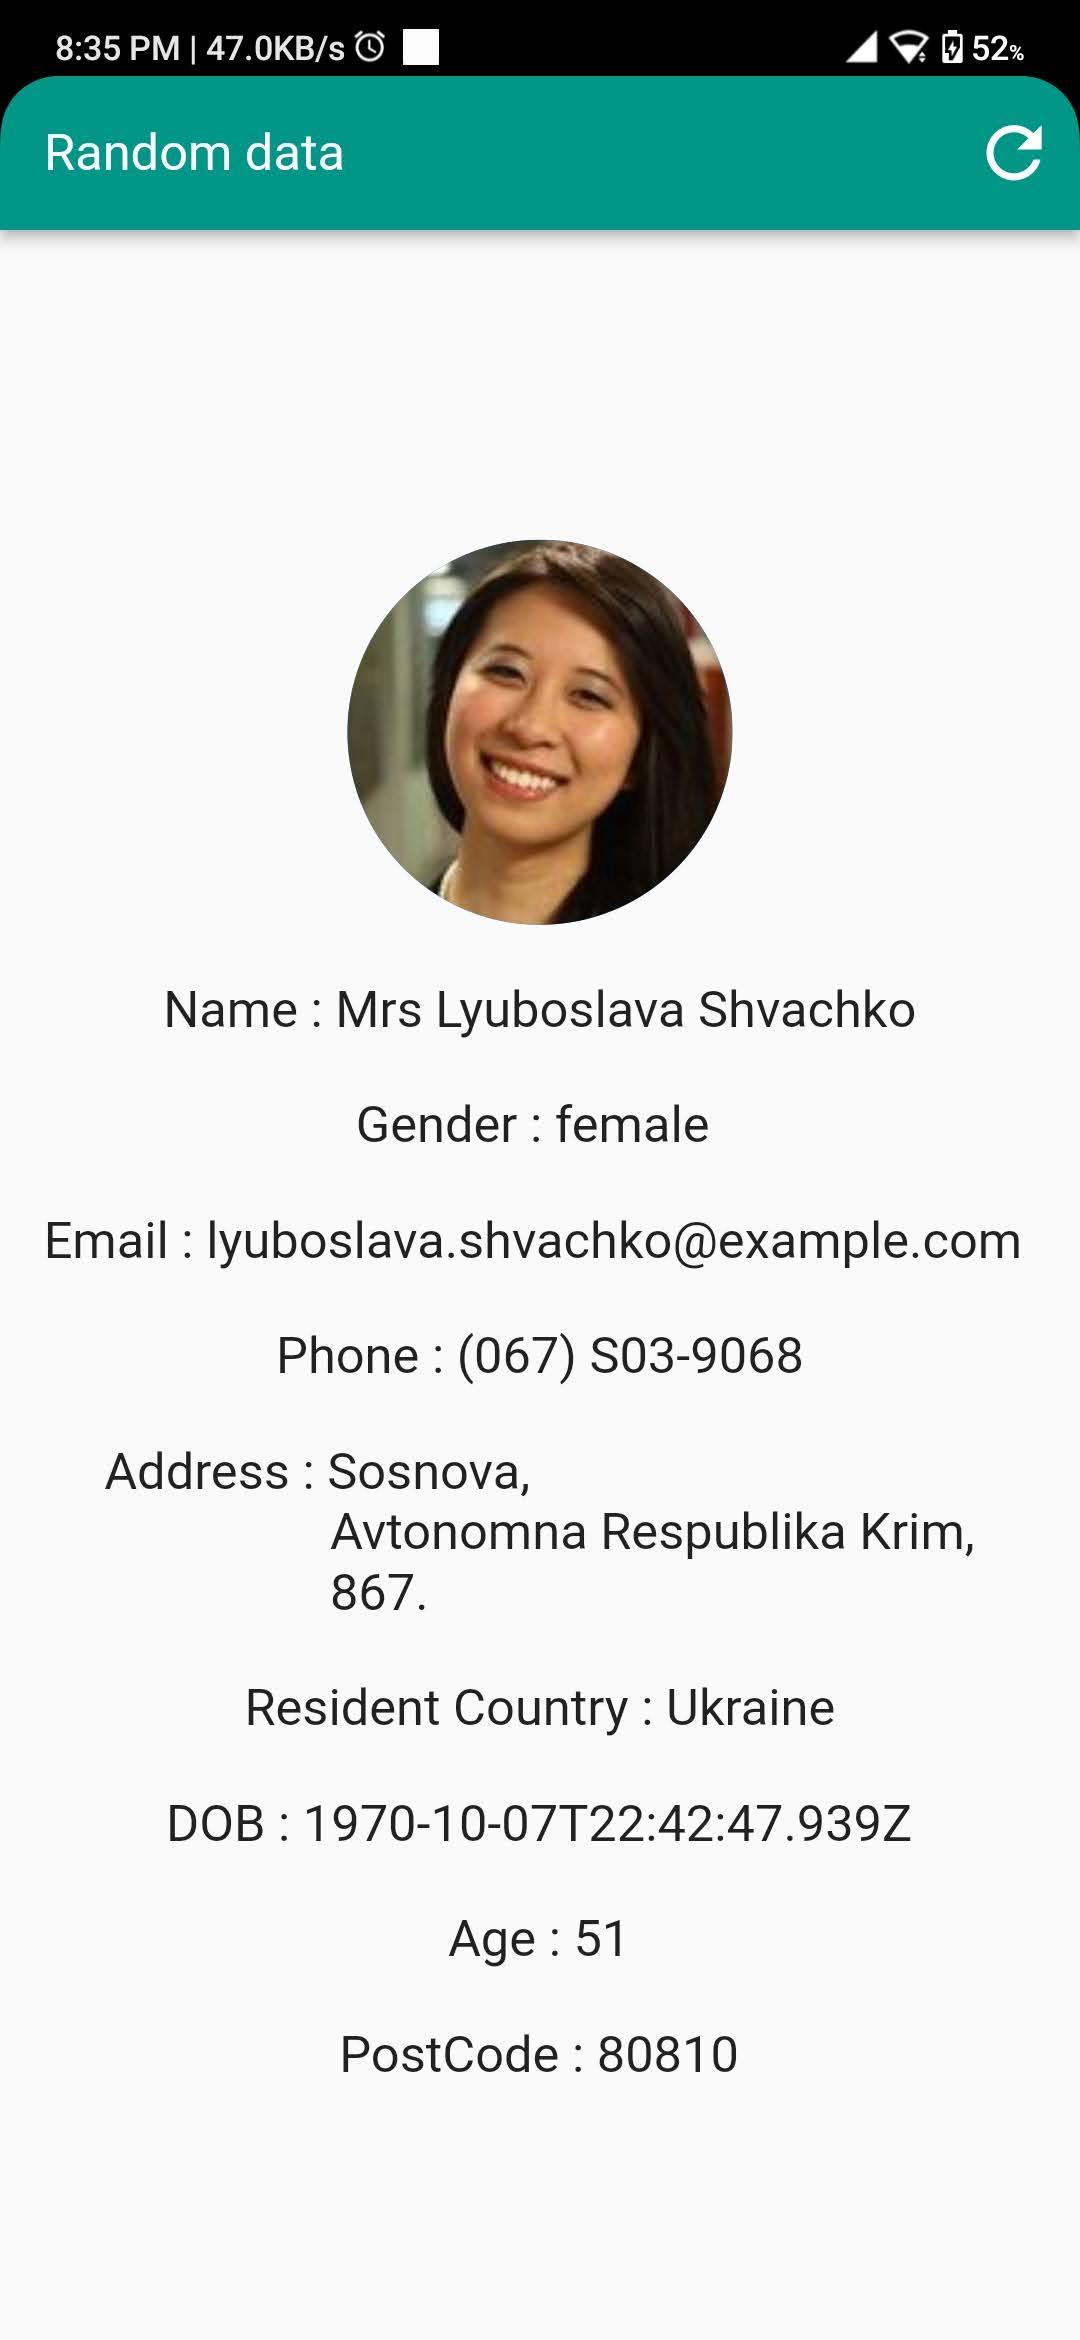 8:35 PM | 47.0KB/s
52%
Random data
Name : Mrs Lyuboslava Shvachko
Gender : female
Email : lyuboslava.shvachko@example.com
Phone : (067) S03-9068
Address : Sosnova,
Avtonomna Respublika Krim,
867.
Resident Country : Ukraine
DOB : 1970-10-07T22:42:47.939Z
Age : 51
PostCode : 80810